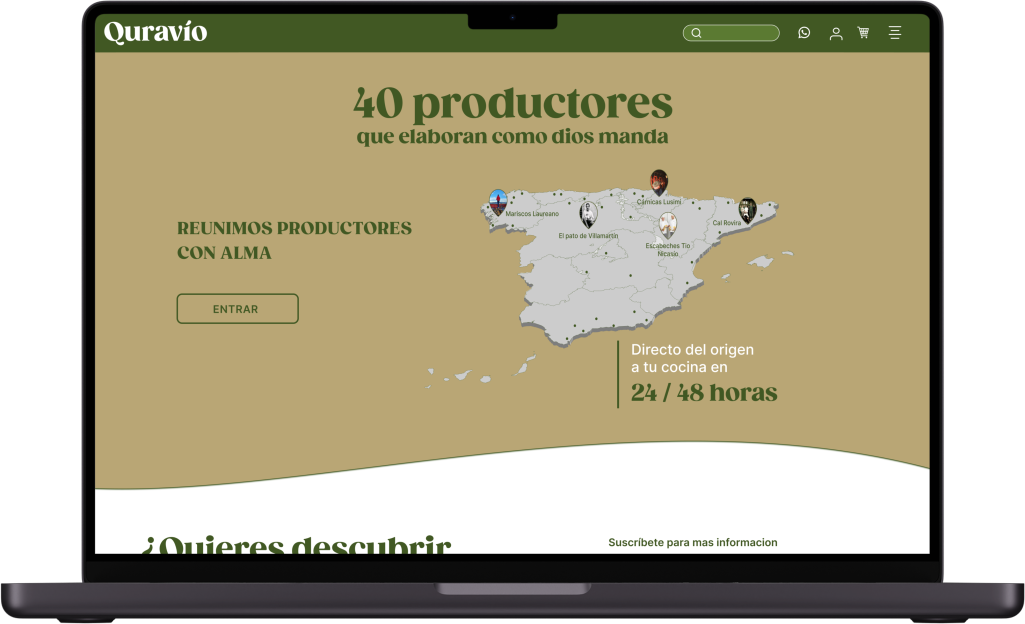 Quravío
40 productores
que elaboran como dios manda
REUNIMOS PRODUCTORES
CON ALMA
ENTRAR
Mariscos Laureano
El pato de Villamartín
Cárnicas Lusimi
Escabeches Tio
Nicasio
Cal Rovira
Directo del origen
a tu cocina en
24 / 48 horas
¿Quieres descubrir
Suscríbete para mas informacion